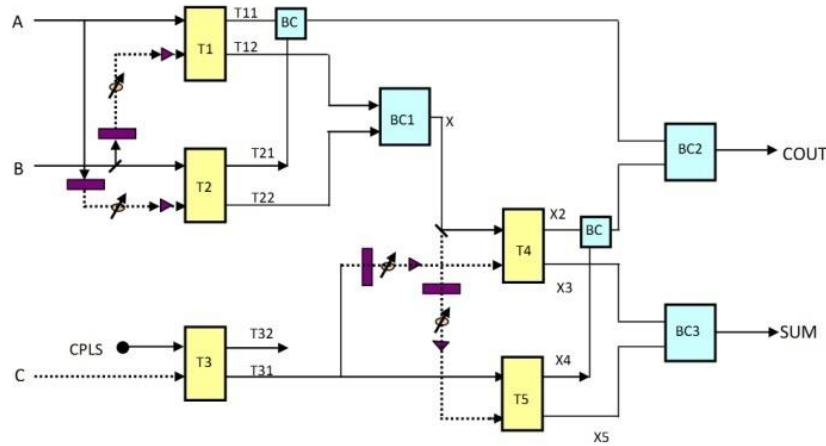 A
T11
BC
T1
T12
BC1
X
BC2
COUT
B
T21
T2
T22
X2
BC
T4
X3
CPLS
T32
T3
T31
C
BC3
SUM
X4
T5
X5